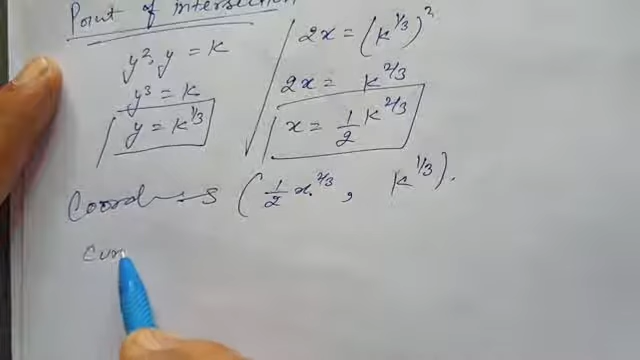 Point of intersection
y². y = k
y³ = k
y = k^1/3
2x = (k^1/3)²
2x = k^2/3
x = 1/2 k^2/3
(1/2 x^2/3, k^1/3).
Cur